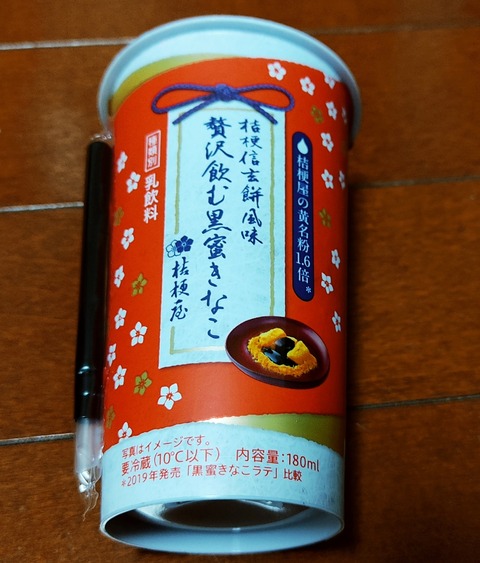 桔梗信玄餅風味
贅沢飲む黒蜜きなこ
桔梗屋
桔梗屋の黄名粉1.6倍*
種類別 乳飲料
写真はイメージです。
要冷蔵(10℃以下) 内容量:180ml
*2019年発売「黒蜜きなこラテ」比較